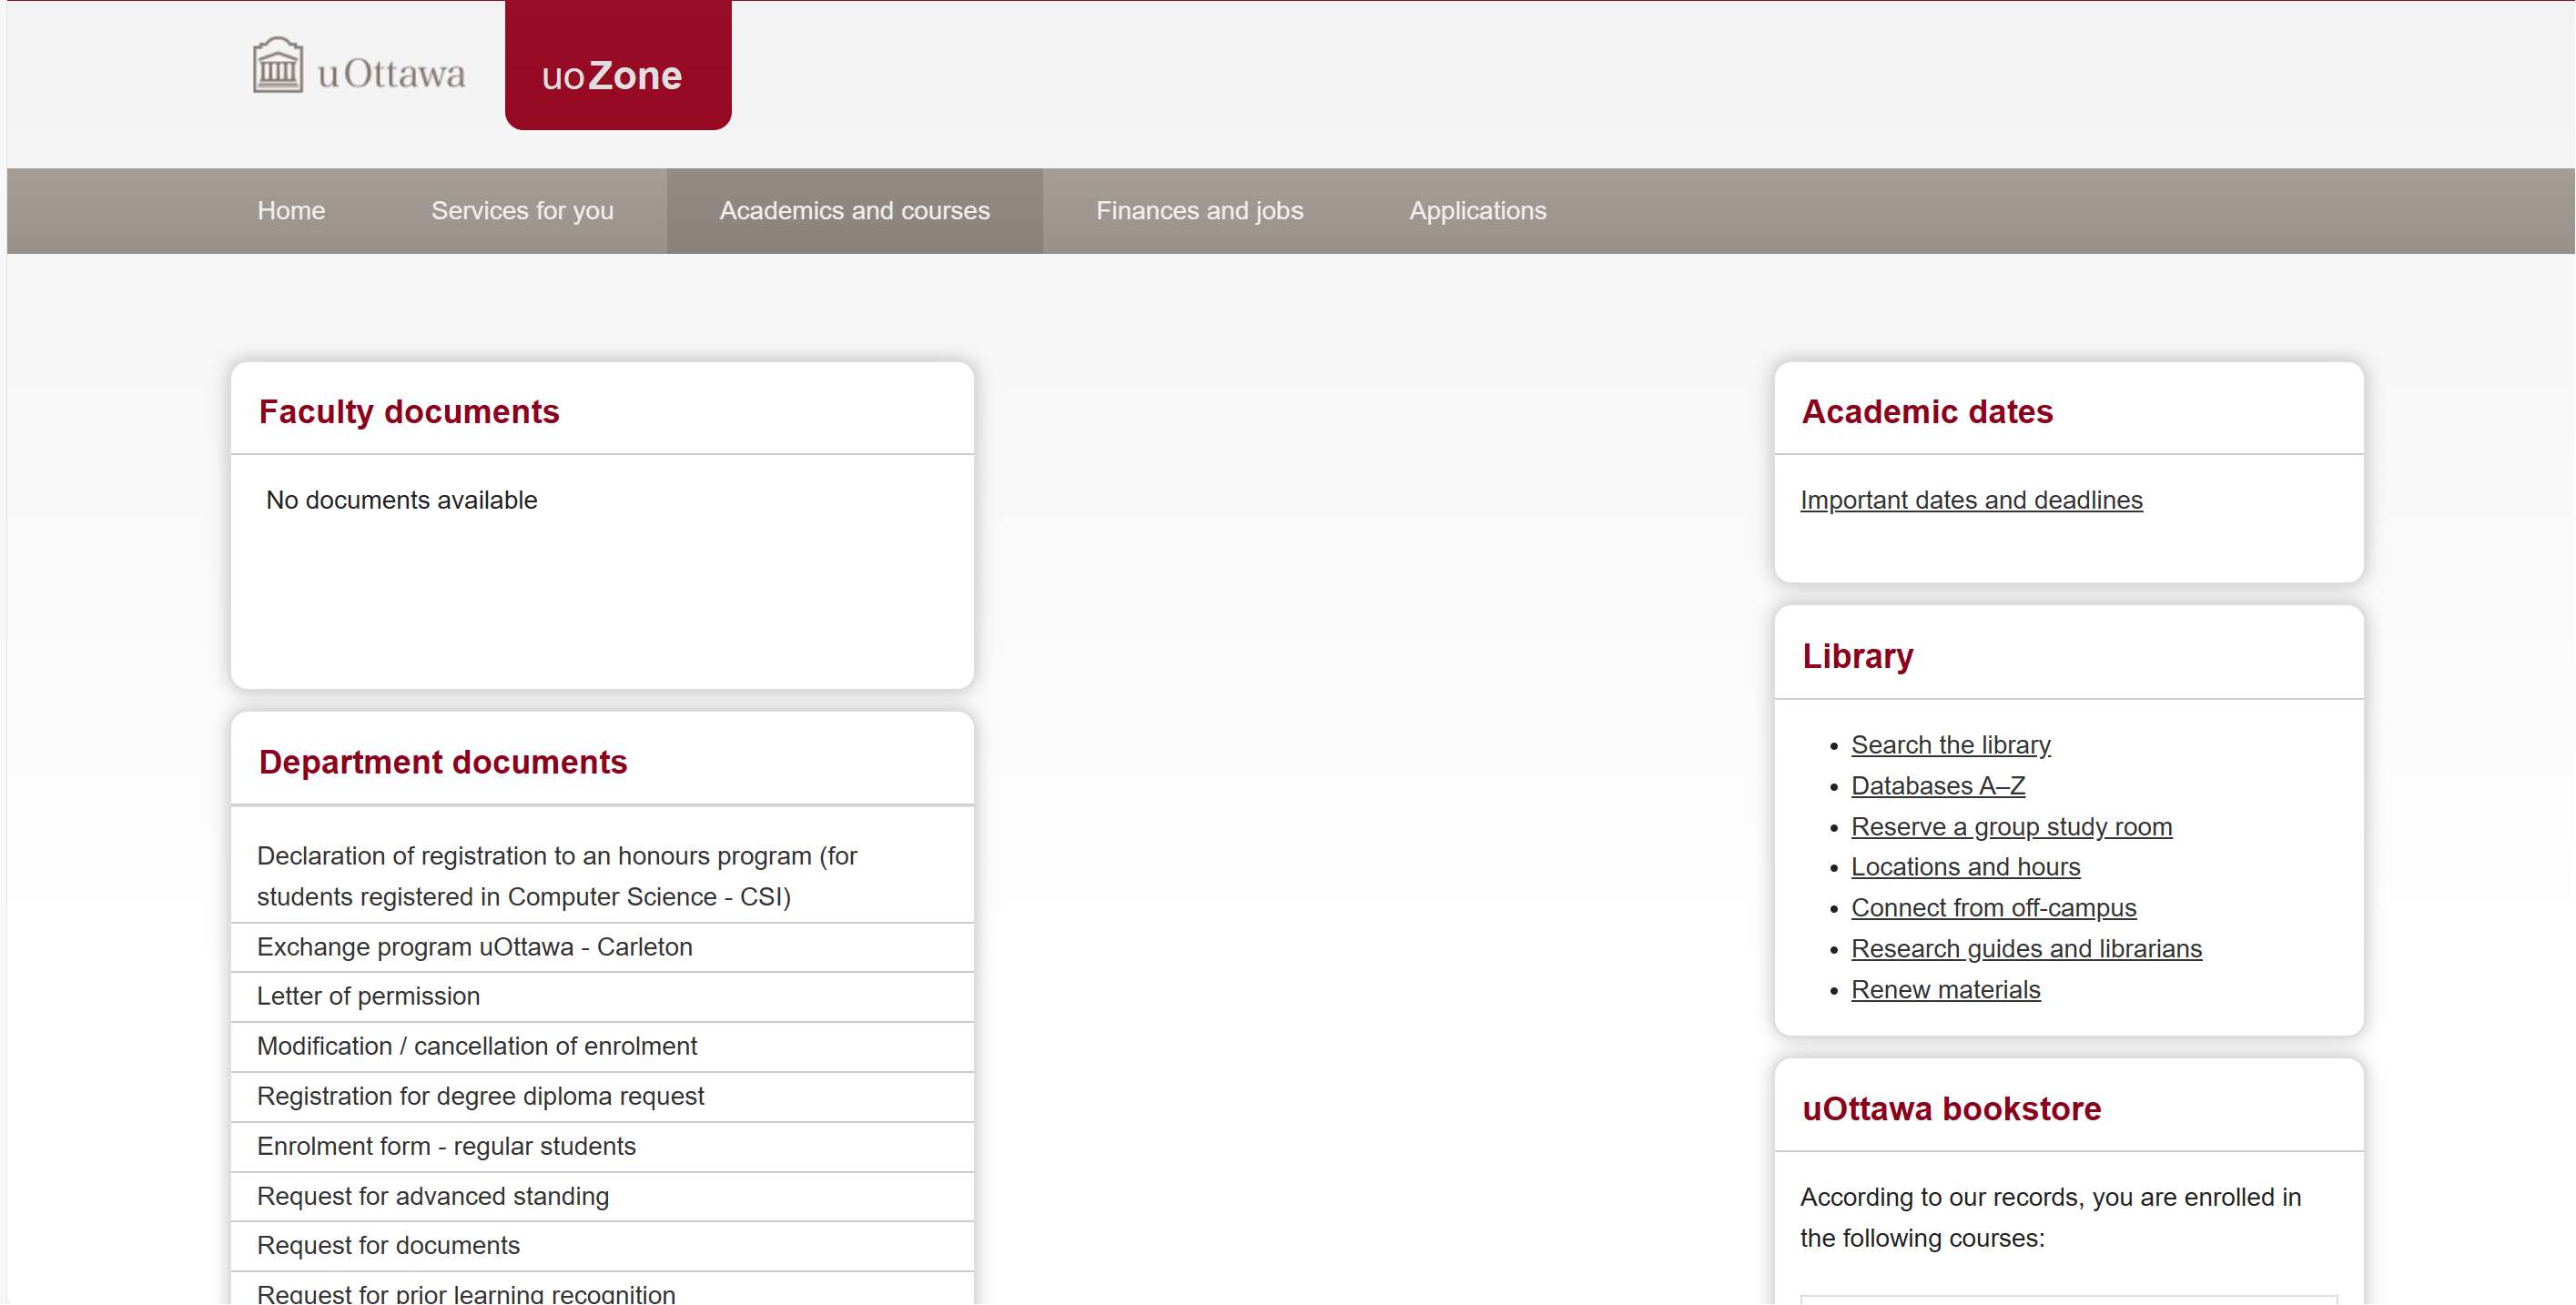 uOttawa
uoZone
Home
Services for you
Academics and courses
Finances and jobs
Applications
Faculty documents
No documents available
Department documents
Declaration of registration to an honours program (for
students registered in Computer Science - CSI)
Exchange program uOttawa - Carleton
Letter of permission
Modification / cancellation of enrolment
Registration for degree diploma request
Enrolment form - regular students
Request for advanced standing
Request for documents
Request for prior learning recognition
Academic dates
Important dates and deadlines
Library
• Search the library
• Databases A–Z
• Reserve a group study room
• Locations and hours
• Connect from off-campus
• Research guides and librarians
• Renew materials
uOttawa bookstore
According to our records, you are enrolled in
the following courses: